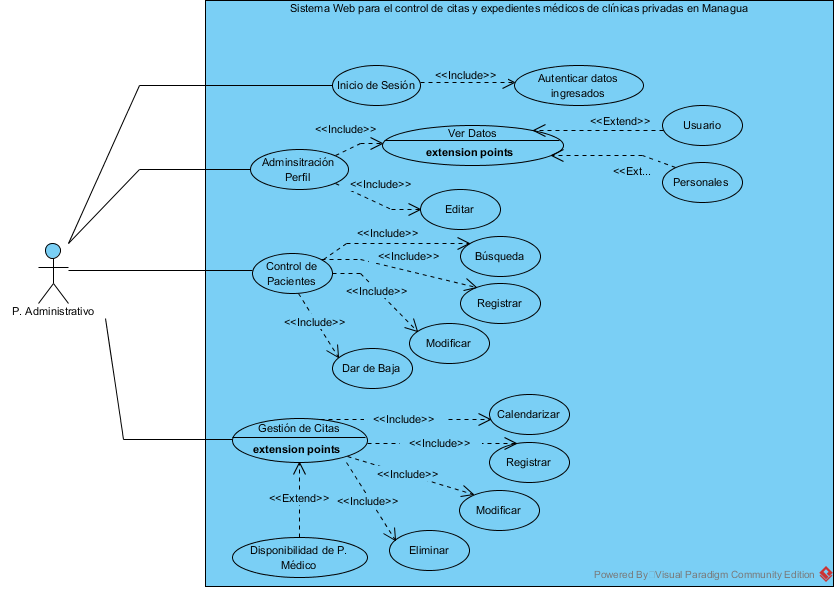 Sistema Web para el control de citas y expedientes médicos de clínicas privadas en Managua
Inicio de Sesión
<<Include>>
Autenticar datos
ingresados
<<Include>>
Ver Datos
extension points
<<Extend>>
Usuario
<<Ext...
Personales
Adminsitración
Perfil
<<Include>>
Editar
P. Administrativo
Control de
Pacientes
<<Include>>
Búsqueda
<<Include>>
Registrar
<<Include>>
Modificar
<<Include>>
Dar de Baja
Gestión de Citas
extension points
<<Include>>
Calendarizar
<<Include>>
Registrar
<<Include>>
Modificar
<<Include>>
Eliminar
<<Extend>>
Disponibilidad de P.
Médico
Powered By Visual Paradigm Community Edition